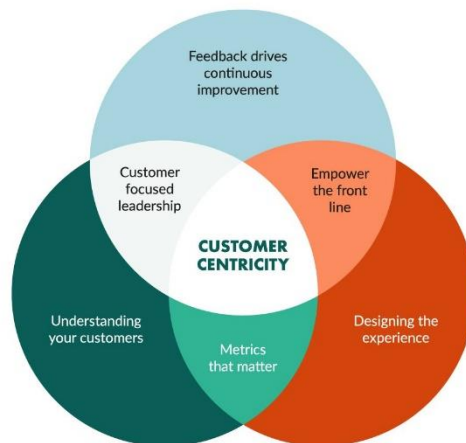 Feedback drives
continuous
improvement
Customer
focused
leadership
Empower
the front
line
CUSTOMER
CENTRICITY
Understanding
your customers
Designing the
experience
Metrics
that matter